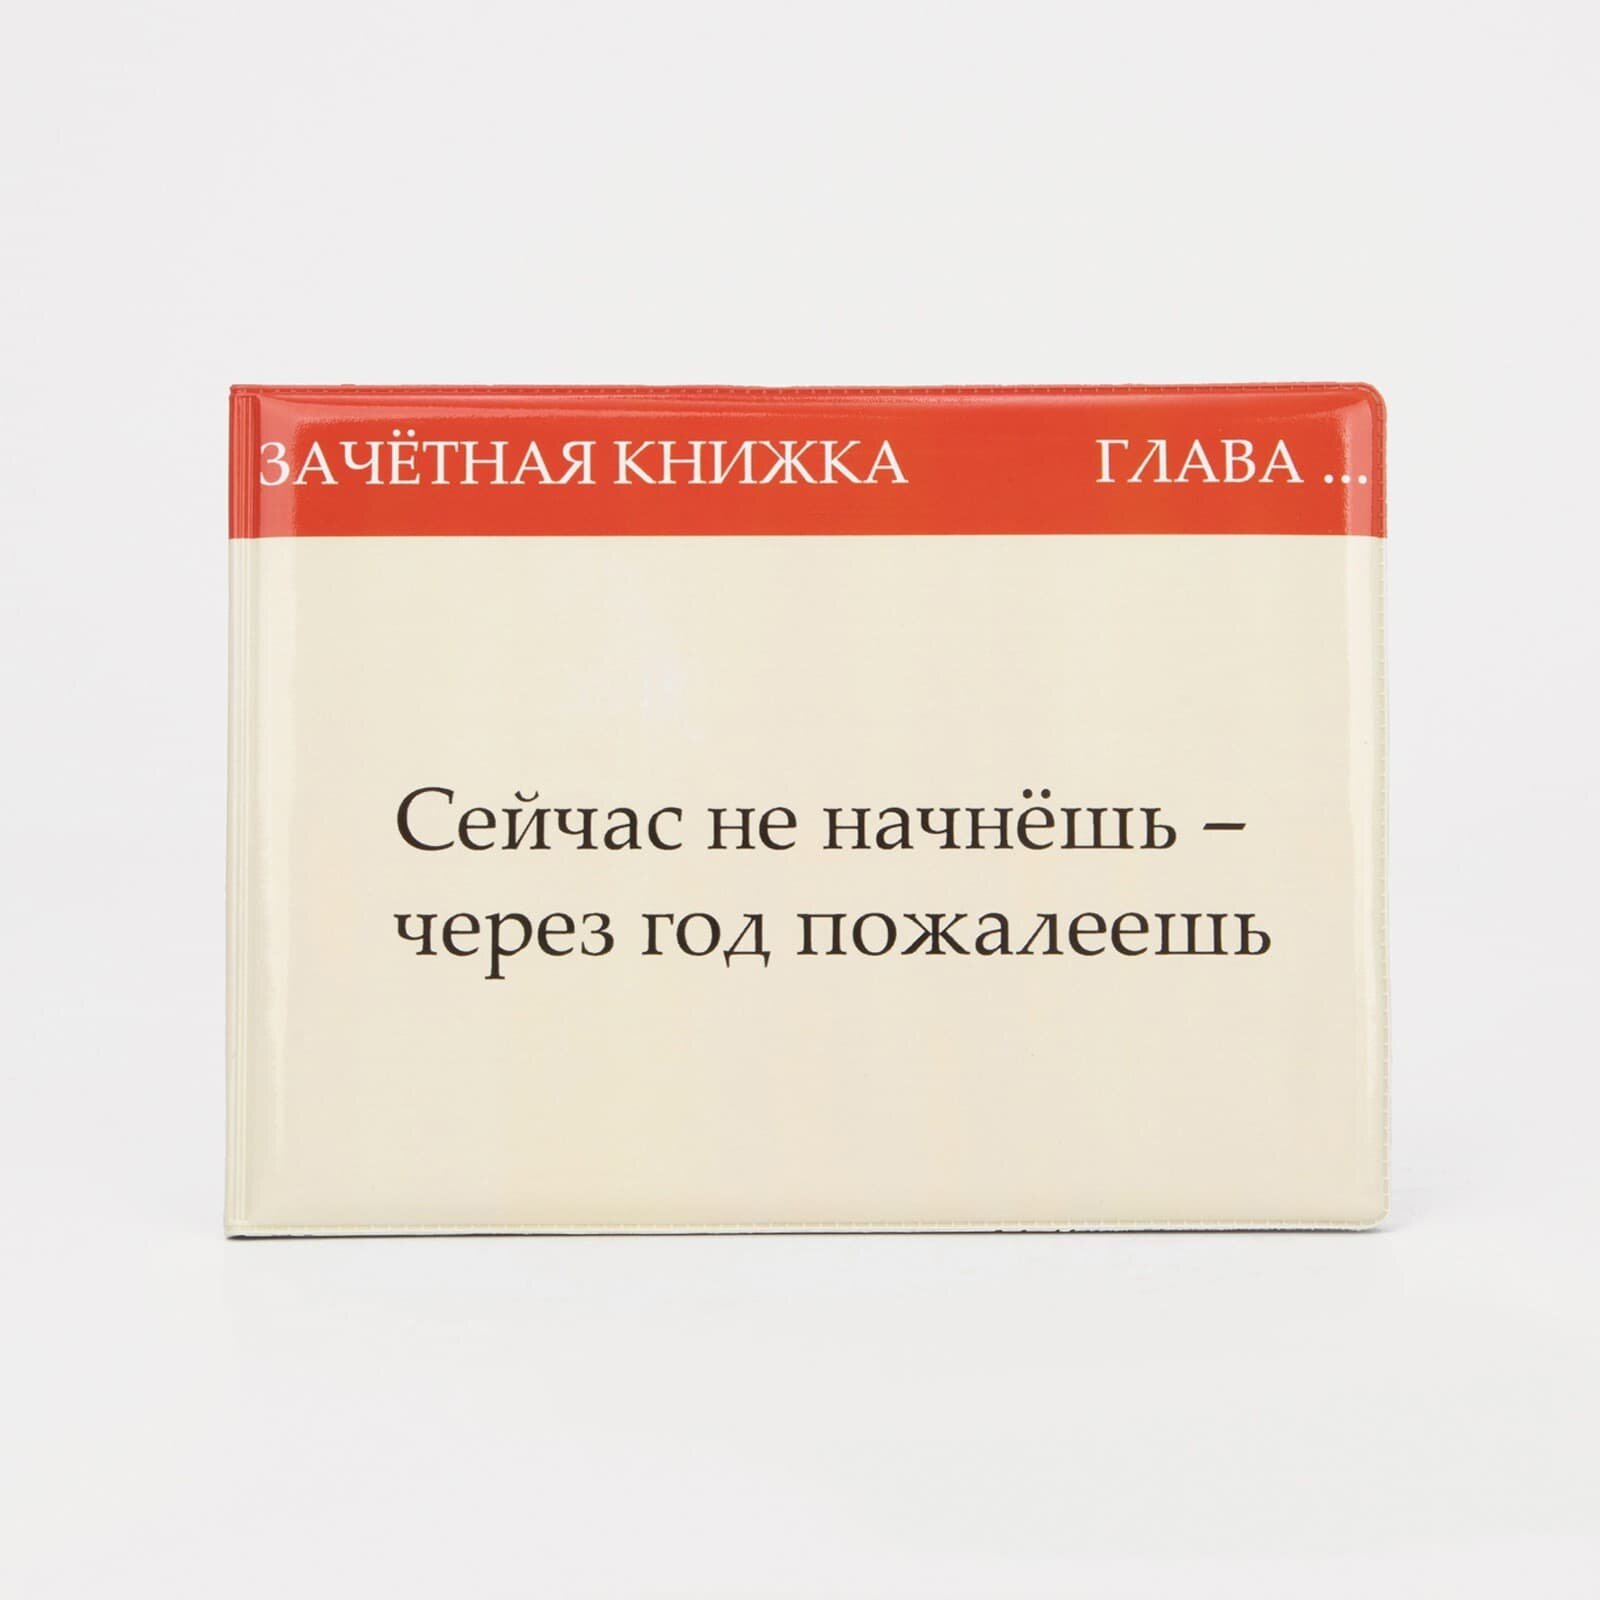 ЗАЧЁТНАЯ КНИЖКА ГЛАВА ...
Сейчас не начнёшь –
через год пожалеешь